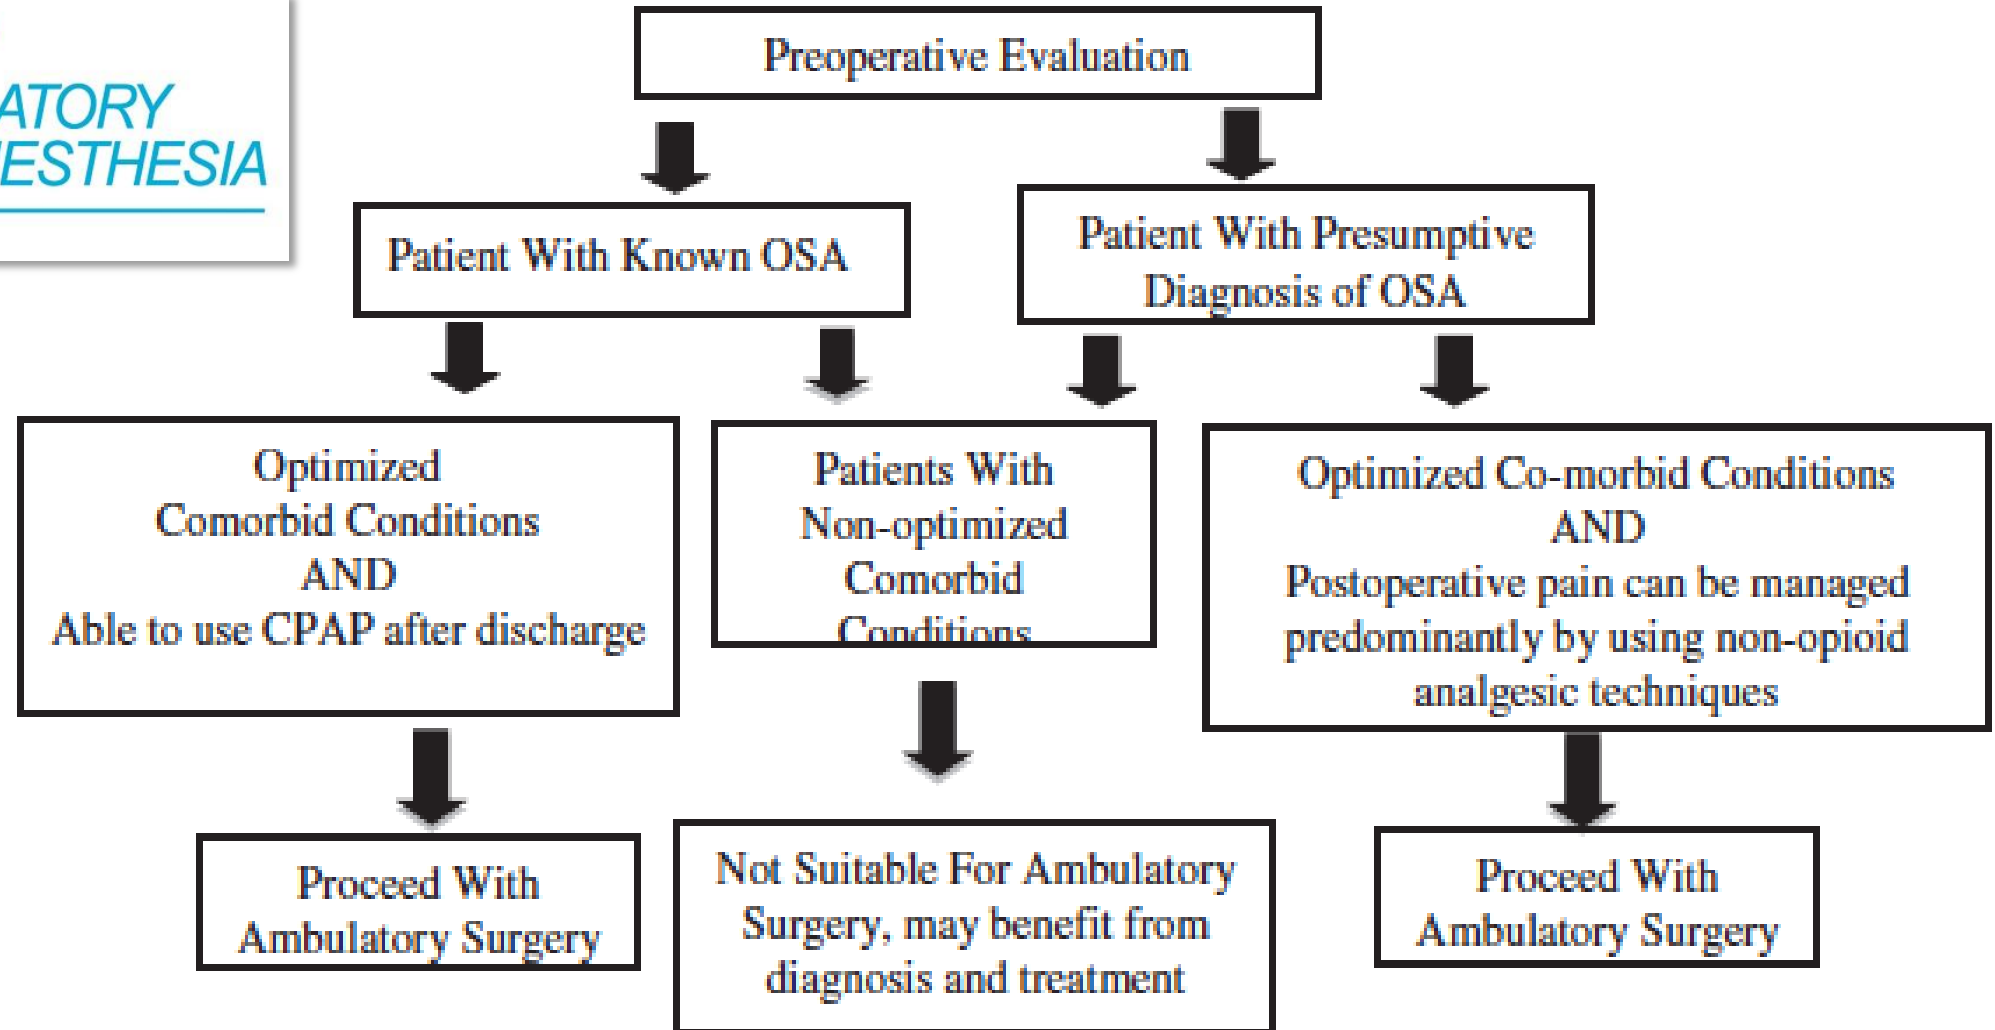 ATORY
ESTHESIA
Preoperative Evaluation
Patient With Known OSA
Patient With Presumptive
Diagnosis of OSA
Optimized
Comorbid Conditions
AND
Able to use CPAP after discharge
Patients With
Non-optimized
Comorbid
Conditions
Optimized Co-morbid Conditions
AND
Postoperative pain can be managed
predominantly by using non-opioid
analgesic techniques
Proceed With
Ambulatory Surgery
Not Suitable For Ambulatory
Surgery, may benefit from
diagnosis and treatment
Proceed With
Ambulatory Surgery